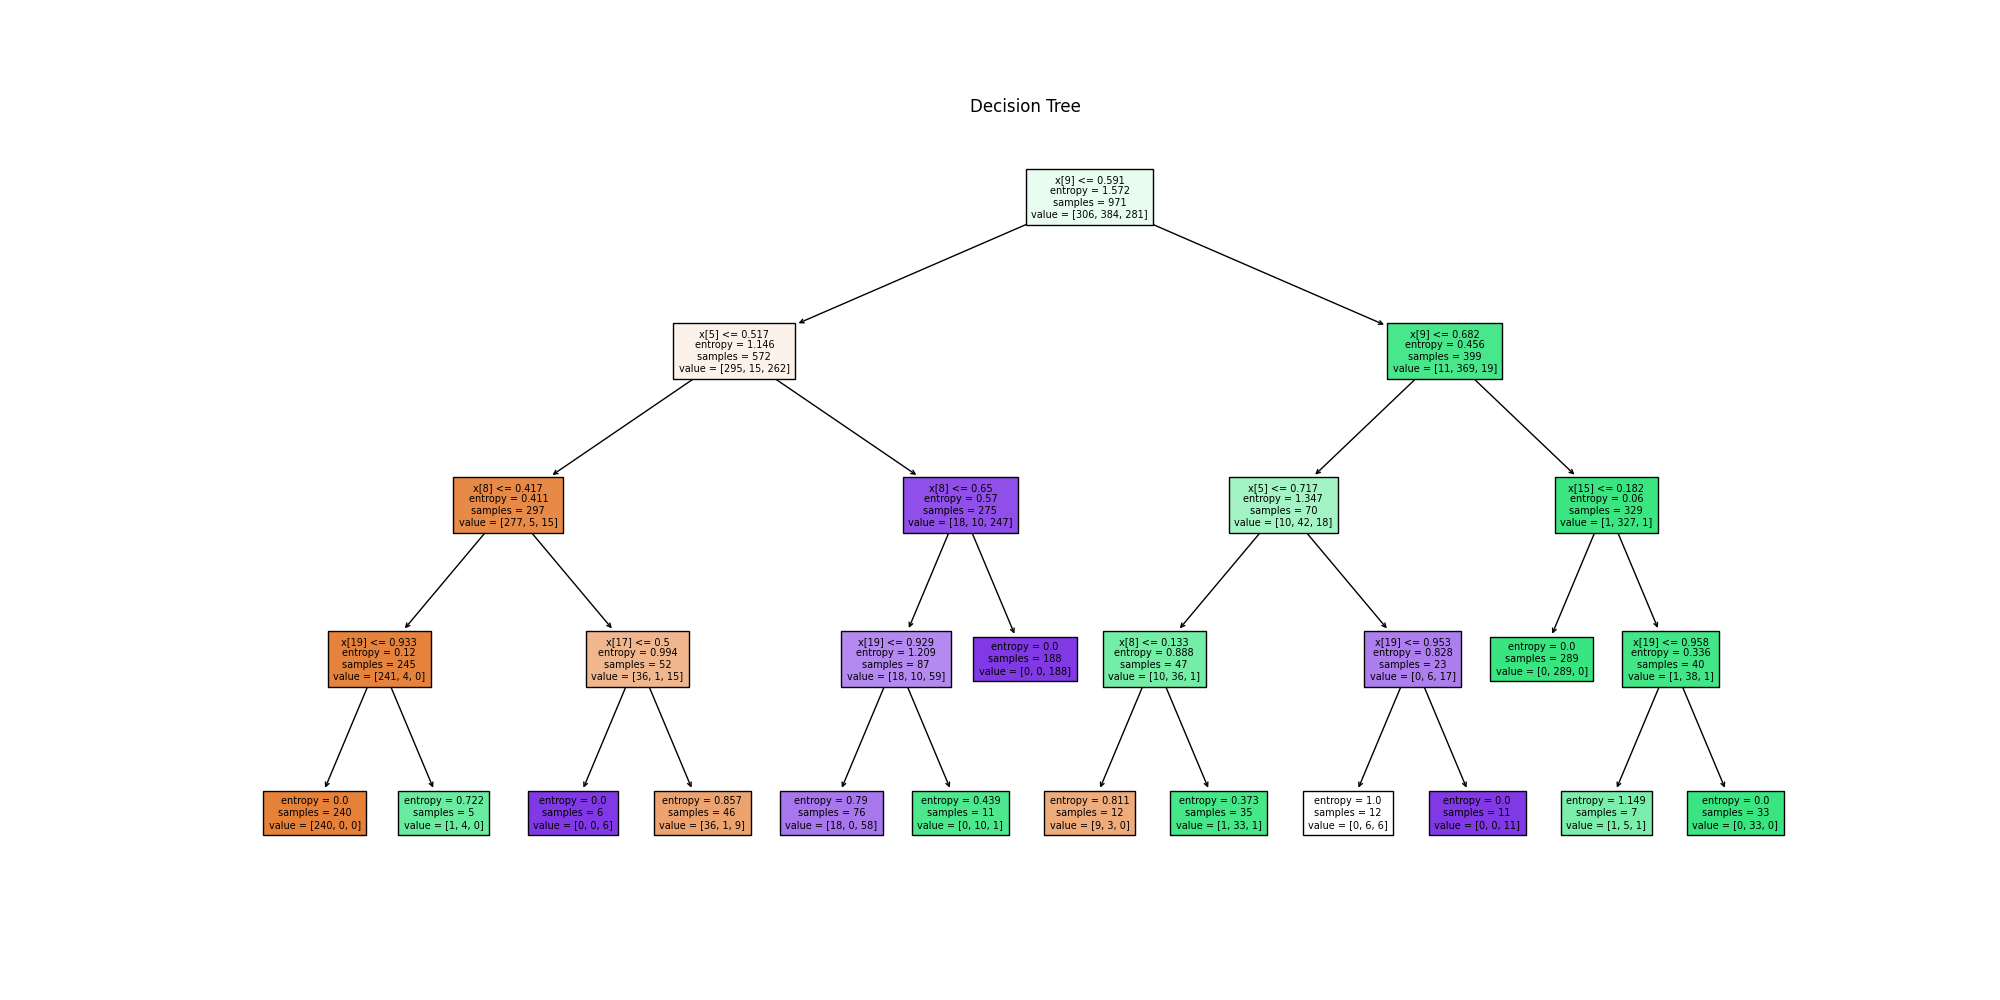 Decision Tree
x[9] <= 0.591
entropy = 1.572
samples = 971
value = [306, 384, 281]
x[5] <= 0.517
entropy = 1.146
samples = 572
value = [295, 15, 262]
x[9] <= 0.682
entropy = 0.456
samples = 399
value = [11, 369, 19]
x[8] <= 0.417
entropy = 0.411
samples = 297
value = [277, 5, 15]
x[8] <= 0.65
entropy = 0.57
samples = 275
value = [18, 10, 247]
x[5] <= 0.717
entropy = 1.347
samples = 70
value = [10, 42, 18]
x[15] <= 0.182
entropy = 0.06
samples = 329
value = [1, 327, 1]
x[19] <= 0.933
entropy = 0.12
samples = 245
value = [241, 4, 0]
x[17] <= 0.5
entropy = 0.994
samples = 52
value = [36, 1, 15]
x[19] <= 0.929
entropy = 1.209
samples = 87
value = [18, 10, 59]
entropy = 0.0
samples = 188
value = [0, 0, 188]
x[8] <= 0.133
entropy = 0.888
samples = 47
value = [10, 36, 1]
x[19] <= 0.953
entropy = 0.828
samples = 23
value = [0, 6, 17]
entropy = 0.0
samples = 289
value = [0, 289, 0]
x[19] <= 0.958
entropy = 0.336
samples = 40
value = [1, 38, 1]
entropy = 0.0
samples = 240
value = [240, 0, 0]
entropy = 0.722
samples = 5
value = [1, 4, 0]
entropy = 0.0
samples = 6
value = [0, 0, 6]
entropy = 0.857
samples = 46
value = [36, 1, 9]
entropy = 0.79
samples = 76
value = [18, 0, 58]
entropy = 0.439
samples = 11
value = [0, 10, 1]
entropy = 0.811
samples = 12
value = [9, 3, 0]
entropy = 0.373
samples = 35
value = [1, 33, 1]
entropy = 1.0
samples = 12
value = [0, 6, 6]
entropy = 0.0
samples = 11
value = [0, 0, 11]
entropy = 1.149
samples = 7
value = [1, 5, 1]
entropy = 0.0
samples = 33
value = [0, 33, 0]